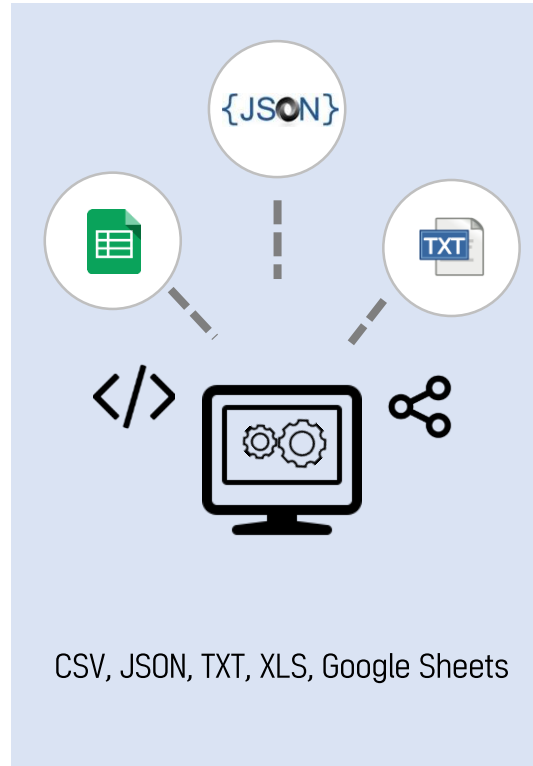 {JSON}
TXT
</>
CSV, JSON, TXT, XLS, Google Sheets